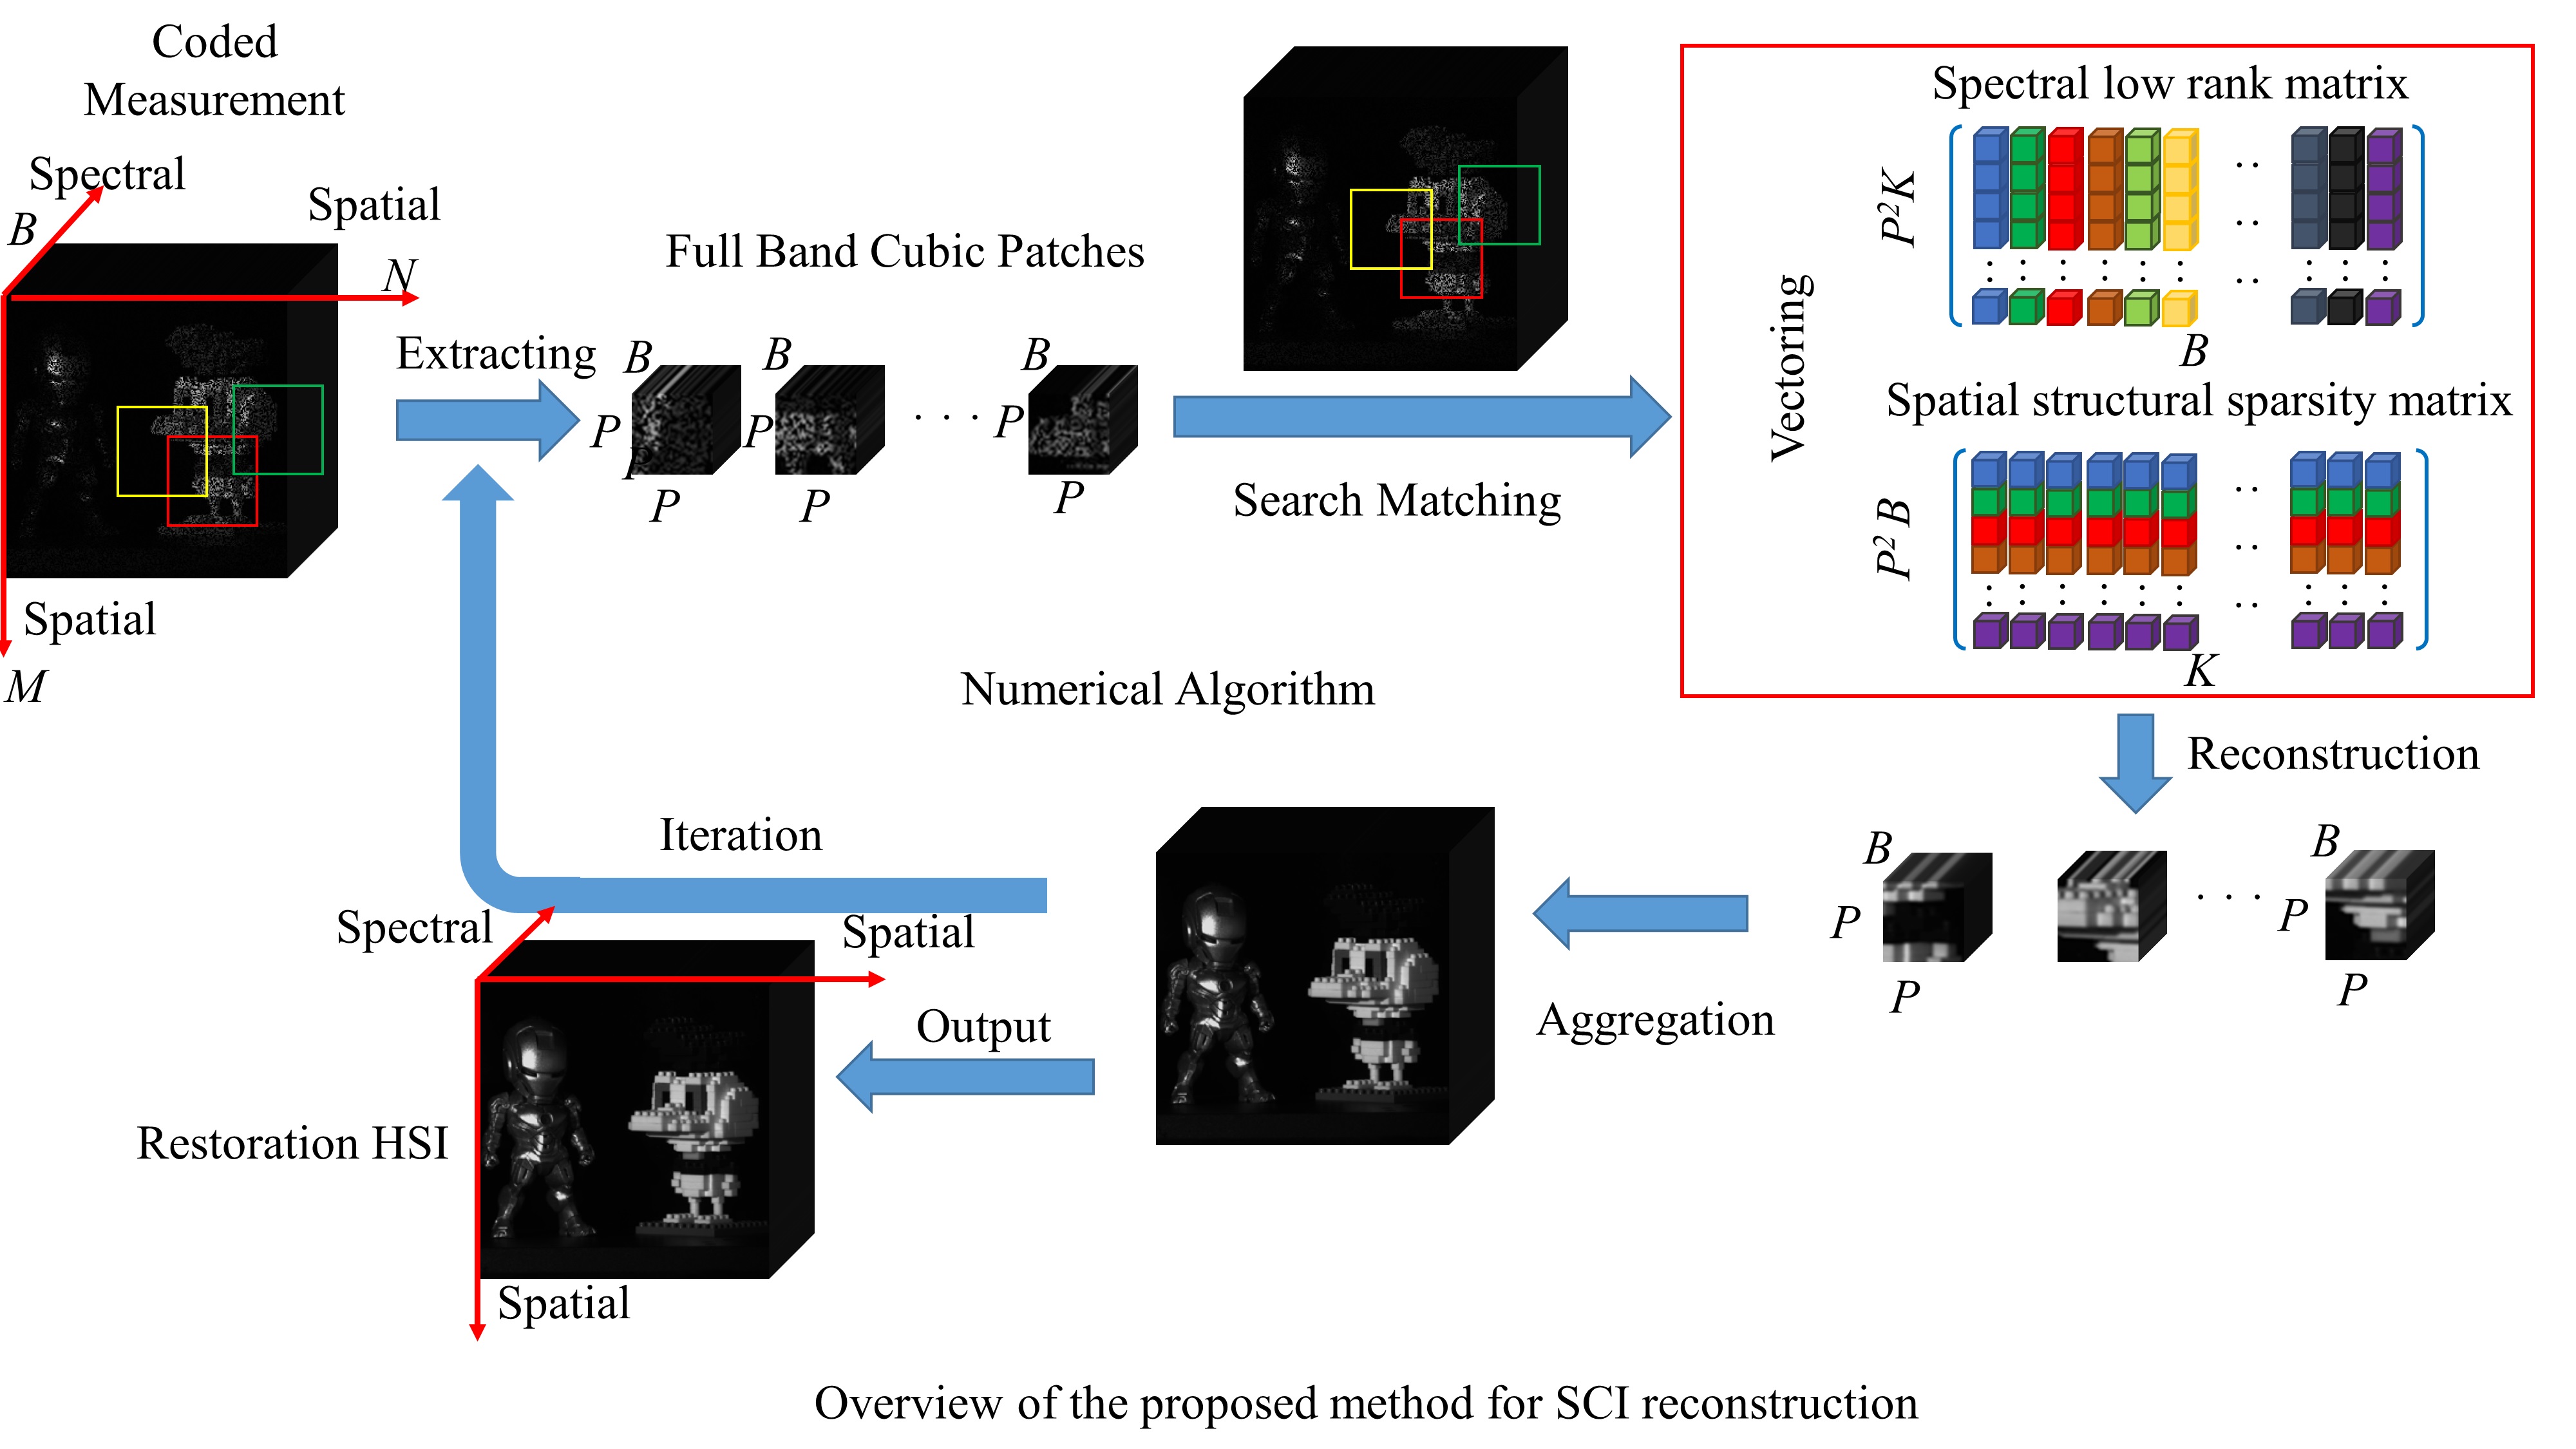 Coded
Measurement
Spectral
B
Spatial
N
Spatial
M
Extracting
Full Band Cubic Patches
B
P
P
P
B
P
P
· · ·
B
P
P
Search Matching
Vectoring
Spectral low rank matrix
P²K
B
Spatial structural sparsity matrix
P² B
K
Numerical Algorithm
Reconstruction
B
P
P
· · ·
B
P
P
Aggregation
Iteration
Output
Spectral
Spatial
Restoration HSI
Spatial
Overview of the proposed method for SCI reconstruction